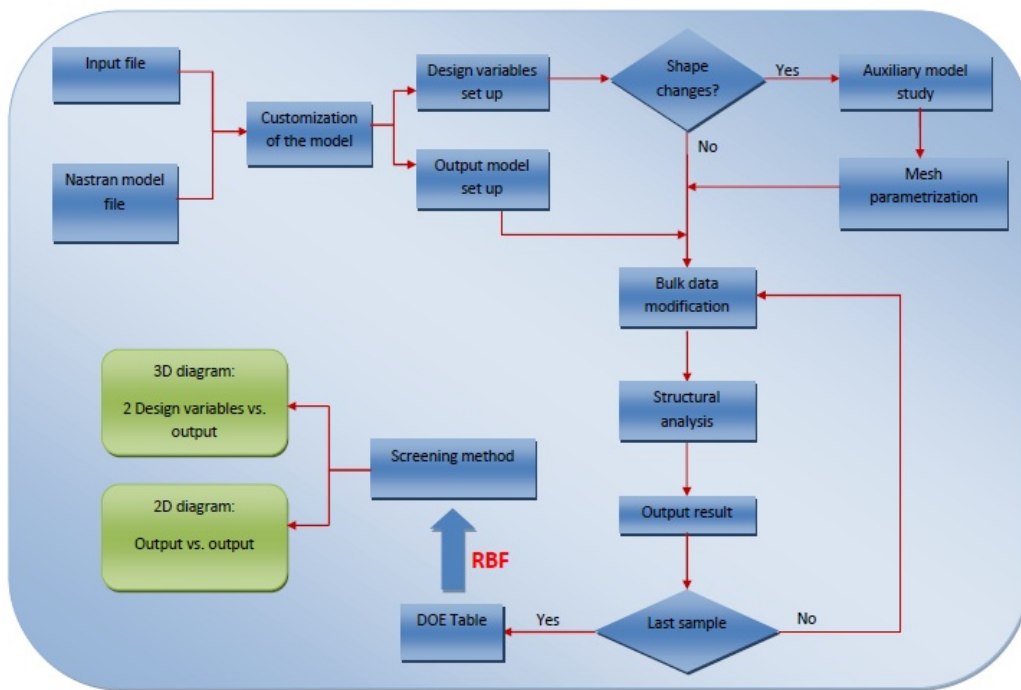 Input file
Nastran model
file
Customization
of the model
Design variables
set up
Output model
set up
Shape
changes?
Yes
No
Auxiliary model
study
Mesh
parametrization
Bulk data
modification
Structural
analysis
Output result
Last sample
No
Yes
DOE Table
RBF
Screening method
3D diagram:
2 Design variables vs.
output
2D diagram:
Output vs. output